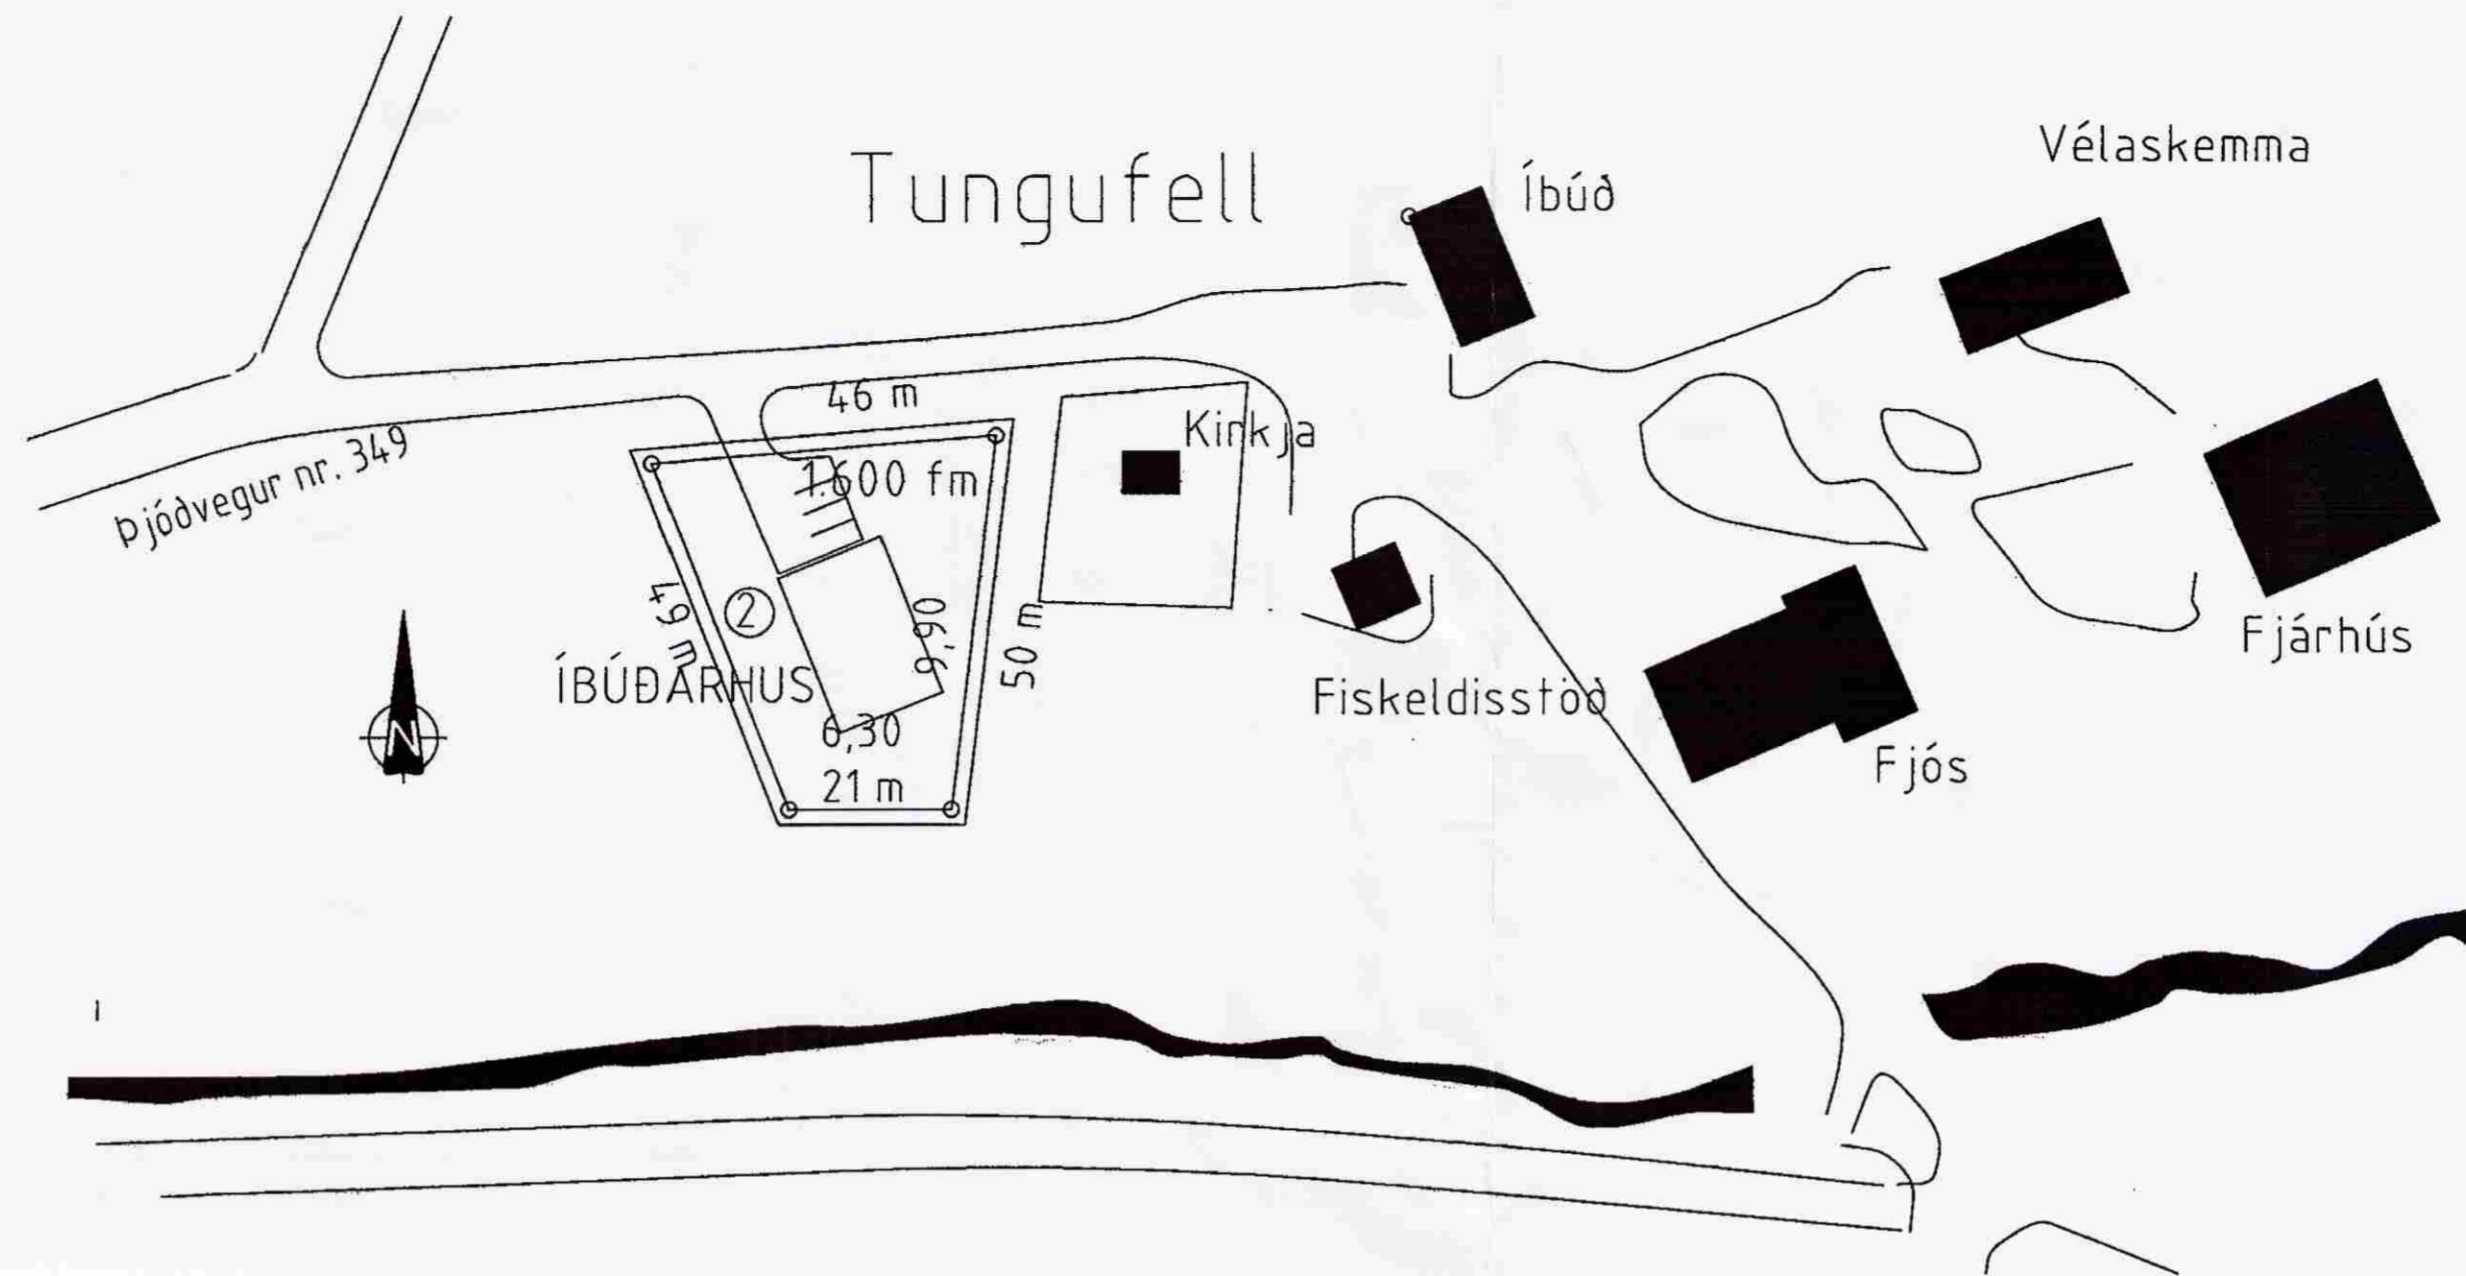 Tungufell
Vélaskemma
Íbúð
46 m
Kirkja
Þjóðvegur nr. 349
1.600 fm
49 m
2
9,90
50 m
ÍBÚÐARHUS
6,30
21 m
Fiskeldisstöð
Fjárhús
Fjós
N